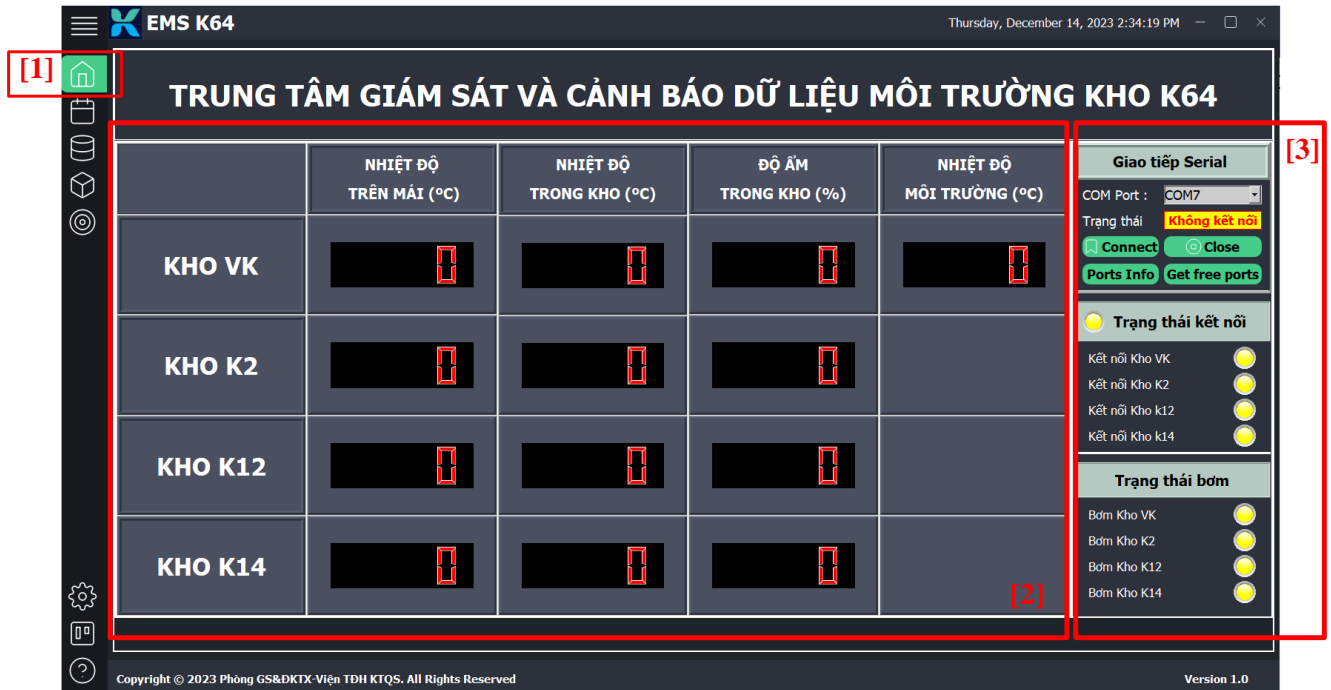 EMS K64
Thursday, December 14, 2023 2:34:19 PM
[1]
TRUNG TÂM GIÁM SÁT VÀ CẢNH BÁO DỮ LIỆU MÔI TRƯỜNG KHO K64
NHIỆT ĐỘ
TRÊN MÁI (ºC)
NHIỆT ĐỘ
TRONG KHO (ºC)
ĐỘ ẨM
TRONG KHO (%)
NHIỆT ĐỘ
MÔI TRƯỜNG (ºC)
KHO VK 0 0 0 0
KHO K2 0 0 0
KHO K12 0 0 0
KHO K14 0 0 0
[2]
[3]
Giao tiếp Serial
COM Port : COM7
Trạng thái Không kết nối
Connect Close
Ports Info Get free ports
Trạng thái kết nối
Kết nối Kho VK
Kết nối Kho K2
Kết nối Kho k12
Kết nối Kho k14
Trạng thái bơm
Bơm Kho VK
Bơm Kho K2
Bơm Kho K12
Bơm Kho K14
Copyright © 2023 Phòng GS&ĐKTX-Viện TĐH KTQS. All Rights Reserved
Version 1.0